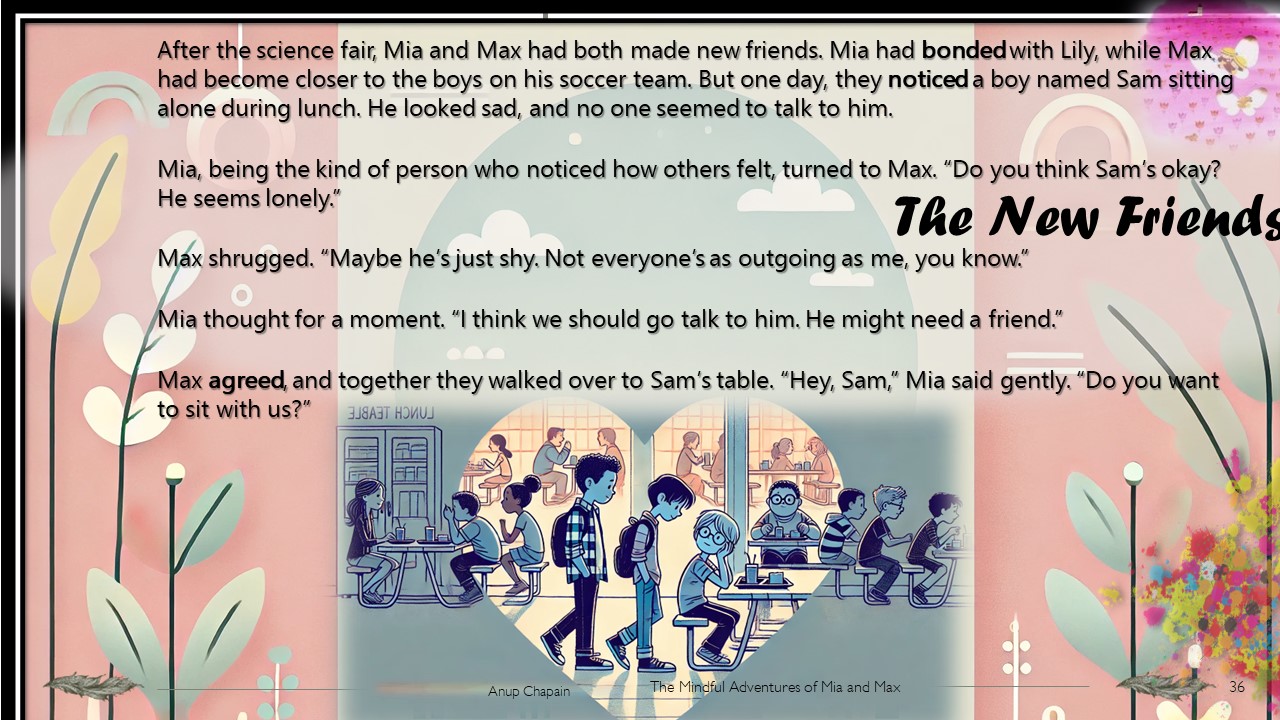 After the science fair, Mia and Max had both made new friends. Mia had bonded with Lily, while Max
had become closer to the boys on his soccer team. But one day, they noticed a boy named Sam sitting
alone during lunch. He looked sad, and no one seemed to talk to him.
Mia, being the kind of person who noticed how others felt, turned to Max. “Do you think Sam’s okay?
He seems lonely.”
The New Friends
Max shrugged. “Maybe he’s just shy. Not everyone’s as outgoing as me, you know.”
Mia thought for a moment. “I think we should go talk to him. He might need a friend.”
Max agreed, and together they walked over to Sam’s table. “Hey, Sam,” Mia said gently. “Do you want
to sit with us?”
LUNCH TEABLE
Anup Chapain
The Mindful Adventures of Mia and Max
36